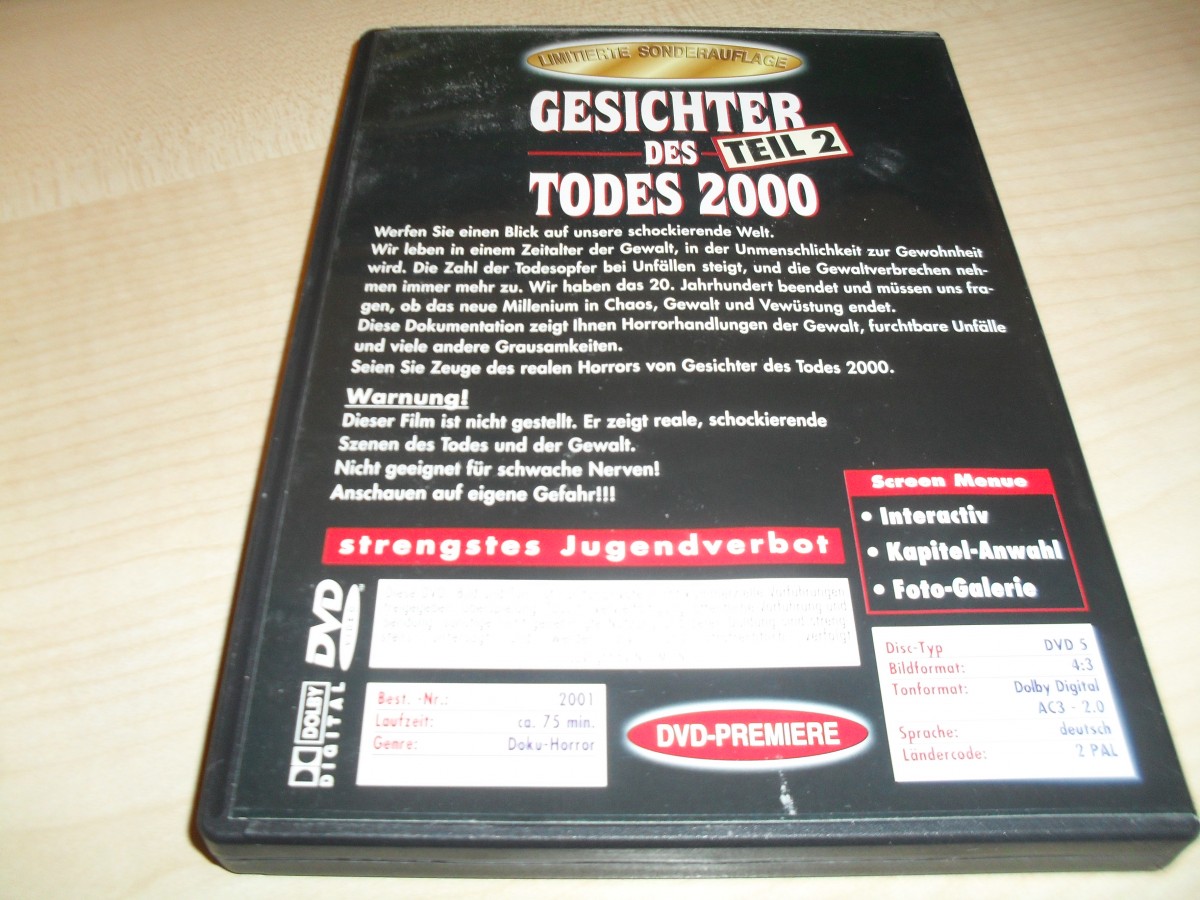 LIMITIERTE SONDERAUFLAGE
GESICHTER
DES TEIL 2
TODES 2000
Werfen Sie einen Blick auf unsere schockierende Welt.
Wir leben in einem Zeitalter der Gewalt, in der Unmenschlichkeit zur Gewohnheit
wird. Die Zahl der Todesopfer bei Unfällen steigt, und die Gewaltverbrechen neh-
men immer mehr zu. Wir haben das 20. Jahrhundert beendet und müssen uns fra-
gen, ob das neue Millenium in Chaos, Gewalt und Vewüstung endet.
Diese Dokumentation zeigt Ihnen Horrorhandlungen der Gewalt, furchtbare Unfälle
und viele andere Grausamkeiten.
Seien Sie Zeuge des realen Horrors von Gesichter des Todes 2000.
Warnung!
Dieser Film ist nicht gestellt. Er zeigt reale, schockierende
Szenen des Todes und der Gewalt.
Nicht geeignet für schwache Nerven!
Anschauen auf eigene Gefahr!!!
strengstes Jugendverbot
Screen Menue
• Interactiv
• Kapitel-Anwahl
• Foto-Galerie
DVD
Diese DVD
Vorführungen
und streng
verfolgt
DOLBY
DIGITAL
Best. -Nr.: 2001
Laufzeit: ca. 75 min.
Genre: Doku-Horror
DVD-PREMIERE
Disc-Typ DVD 5
Bildformat: 4:3
Tonformat: Dolby Digital
AC3 - 2.0
Sprache: deutsch
Ländercode: 2 PAL